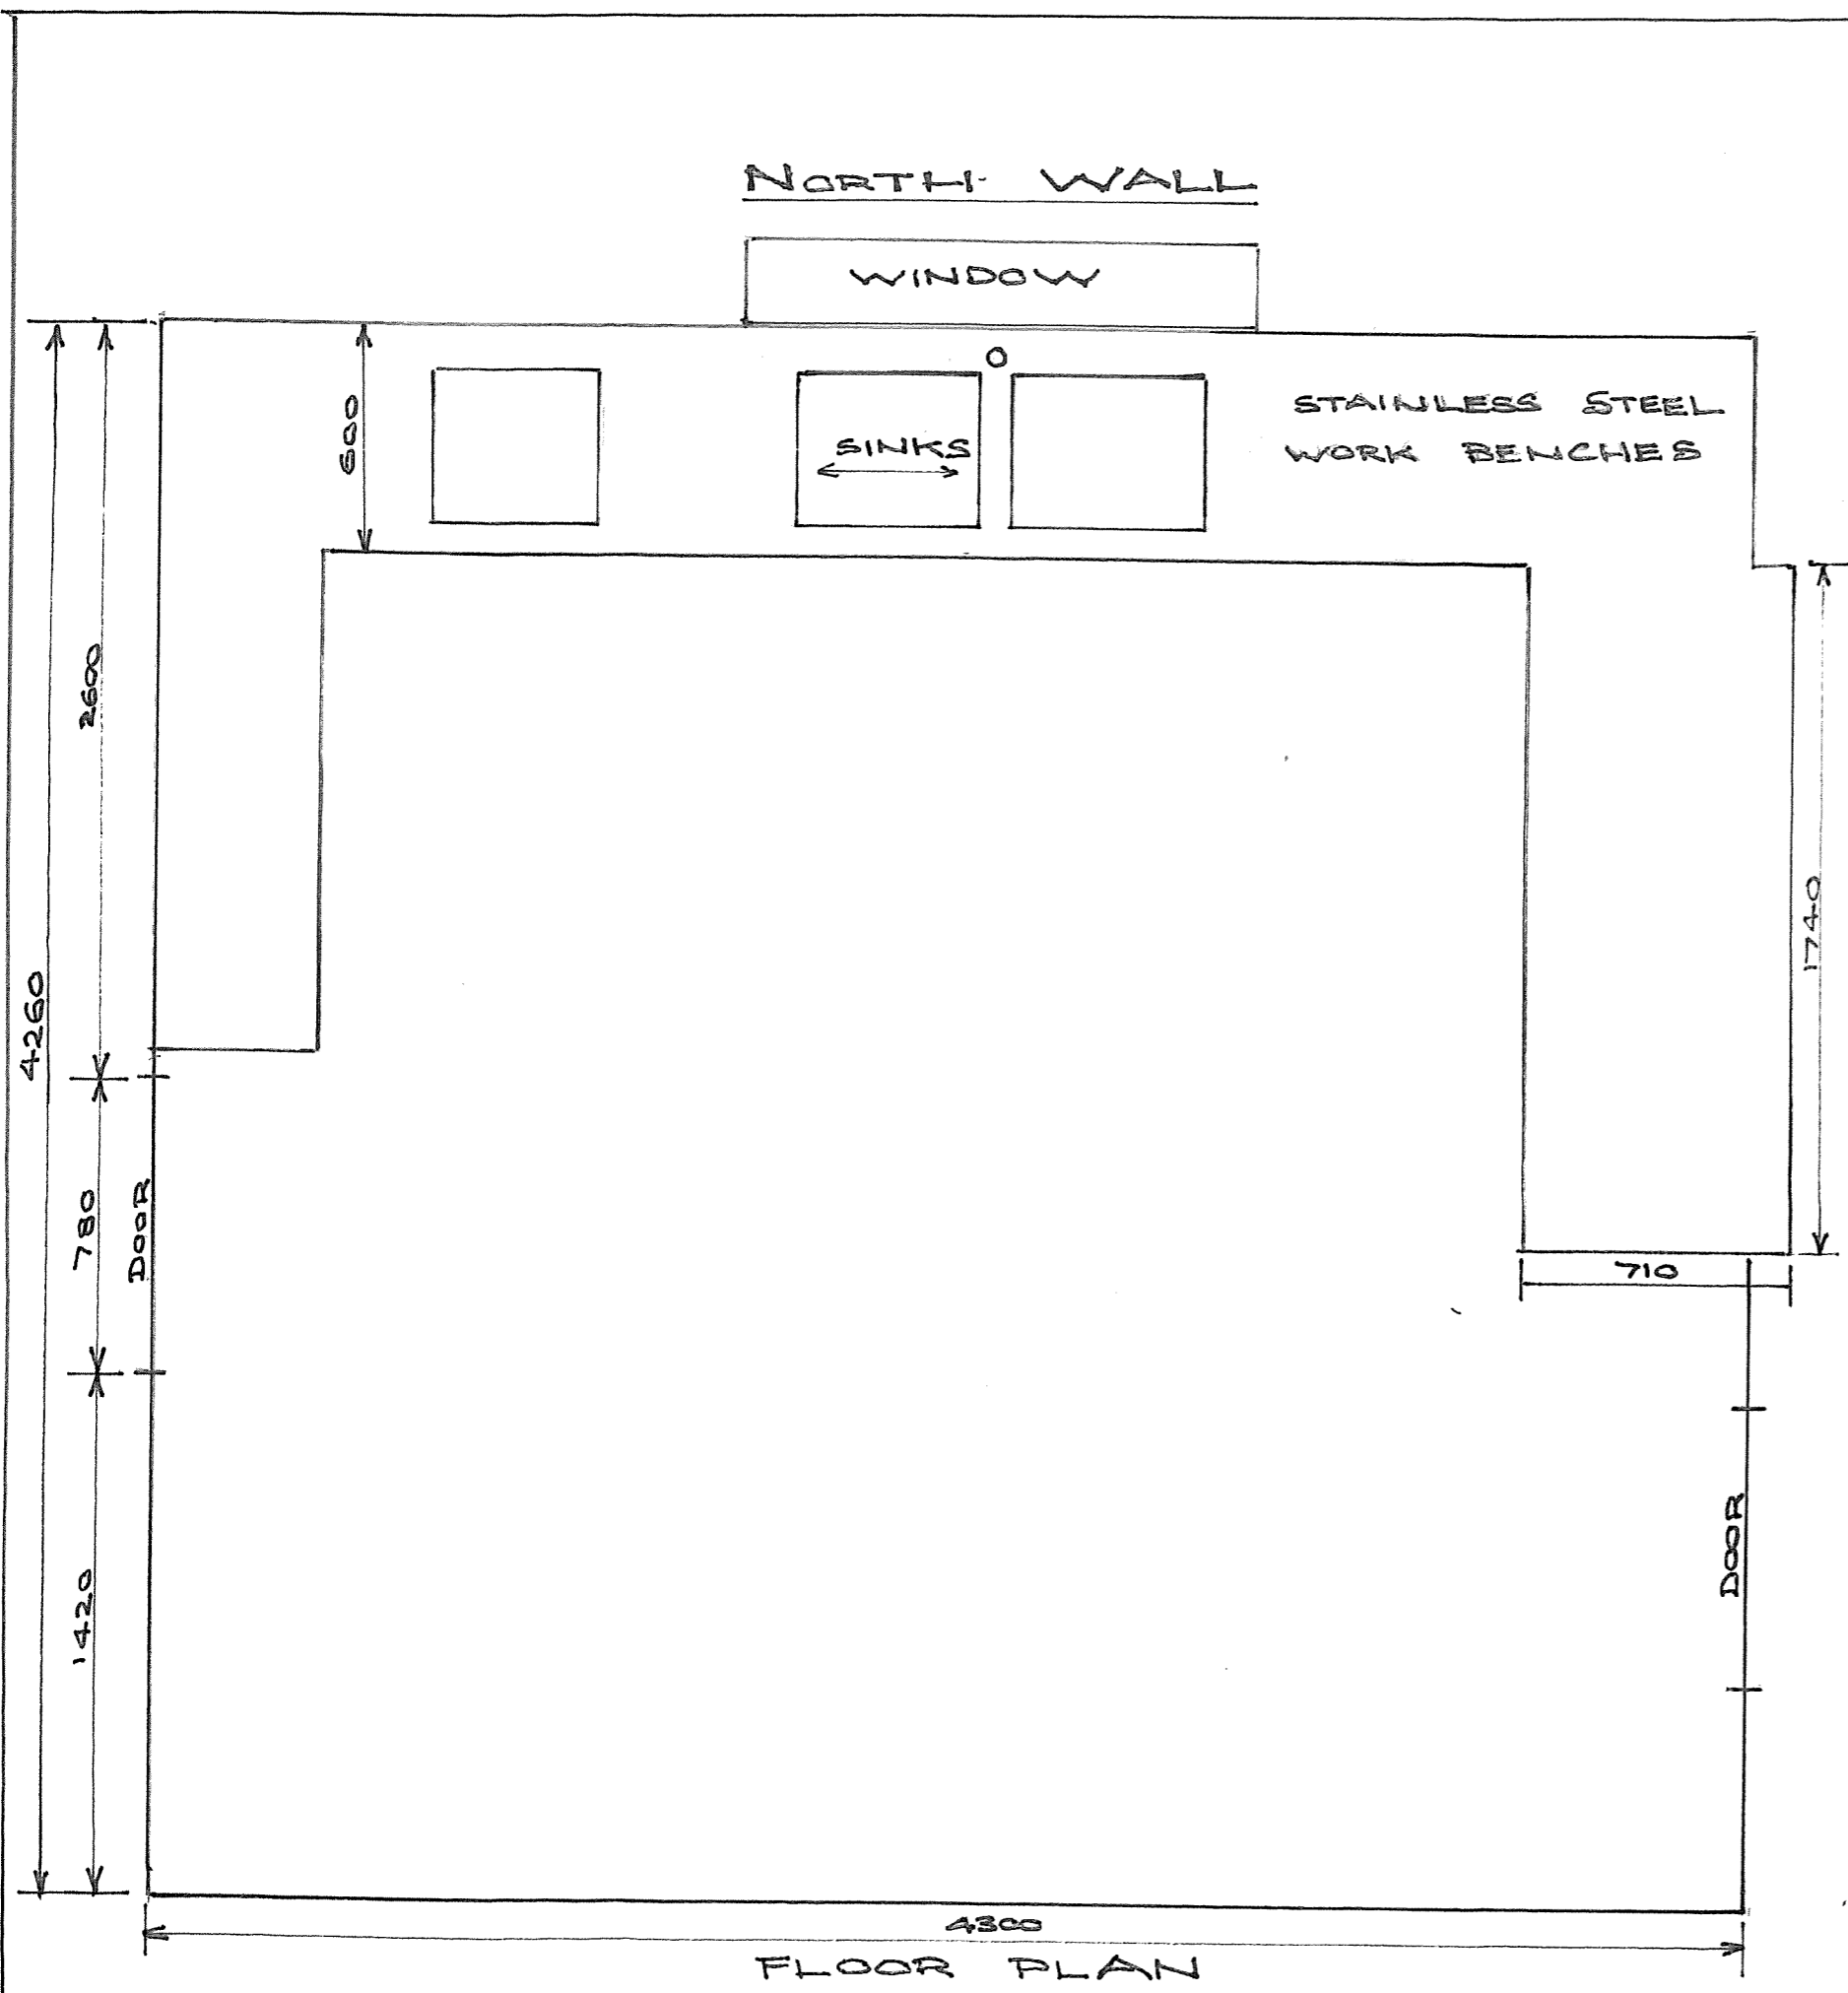 NORTH WALL
WINDOW
STAINLESS STEEL
WORK BENCHES
SINKS
600
2600
4260
1740
780
DOOR
710
DOOR
1420
4300
FLOOR PLAN